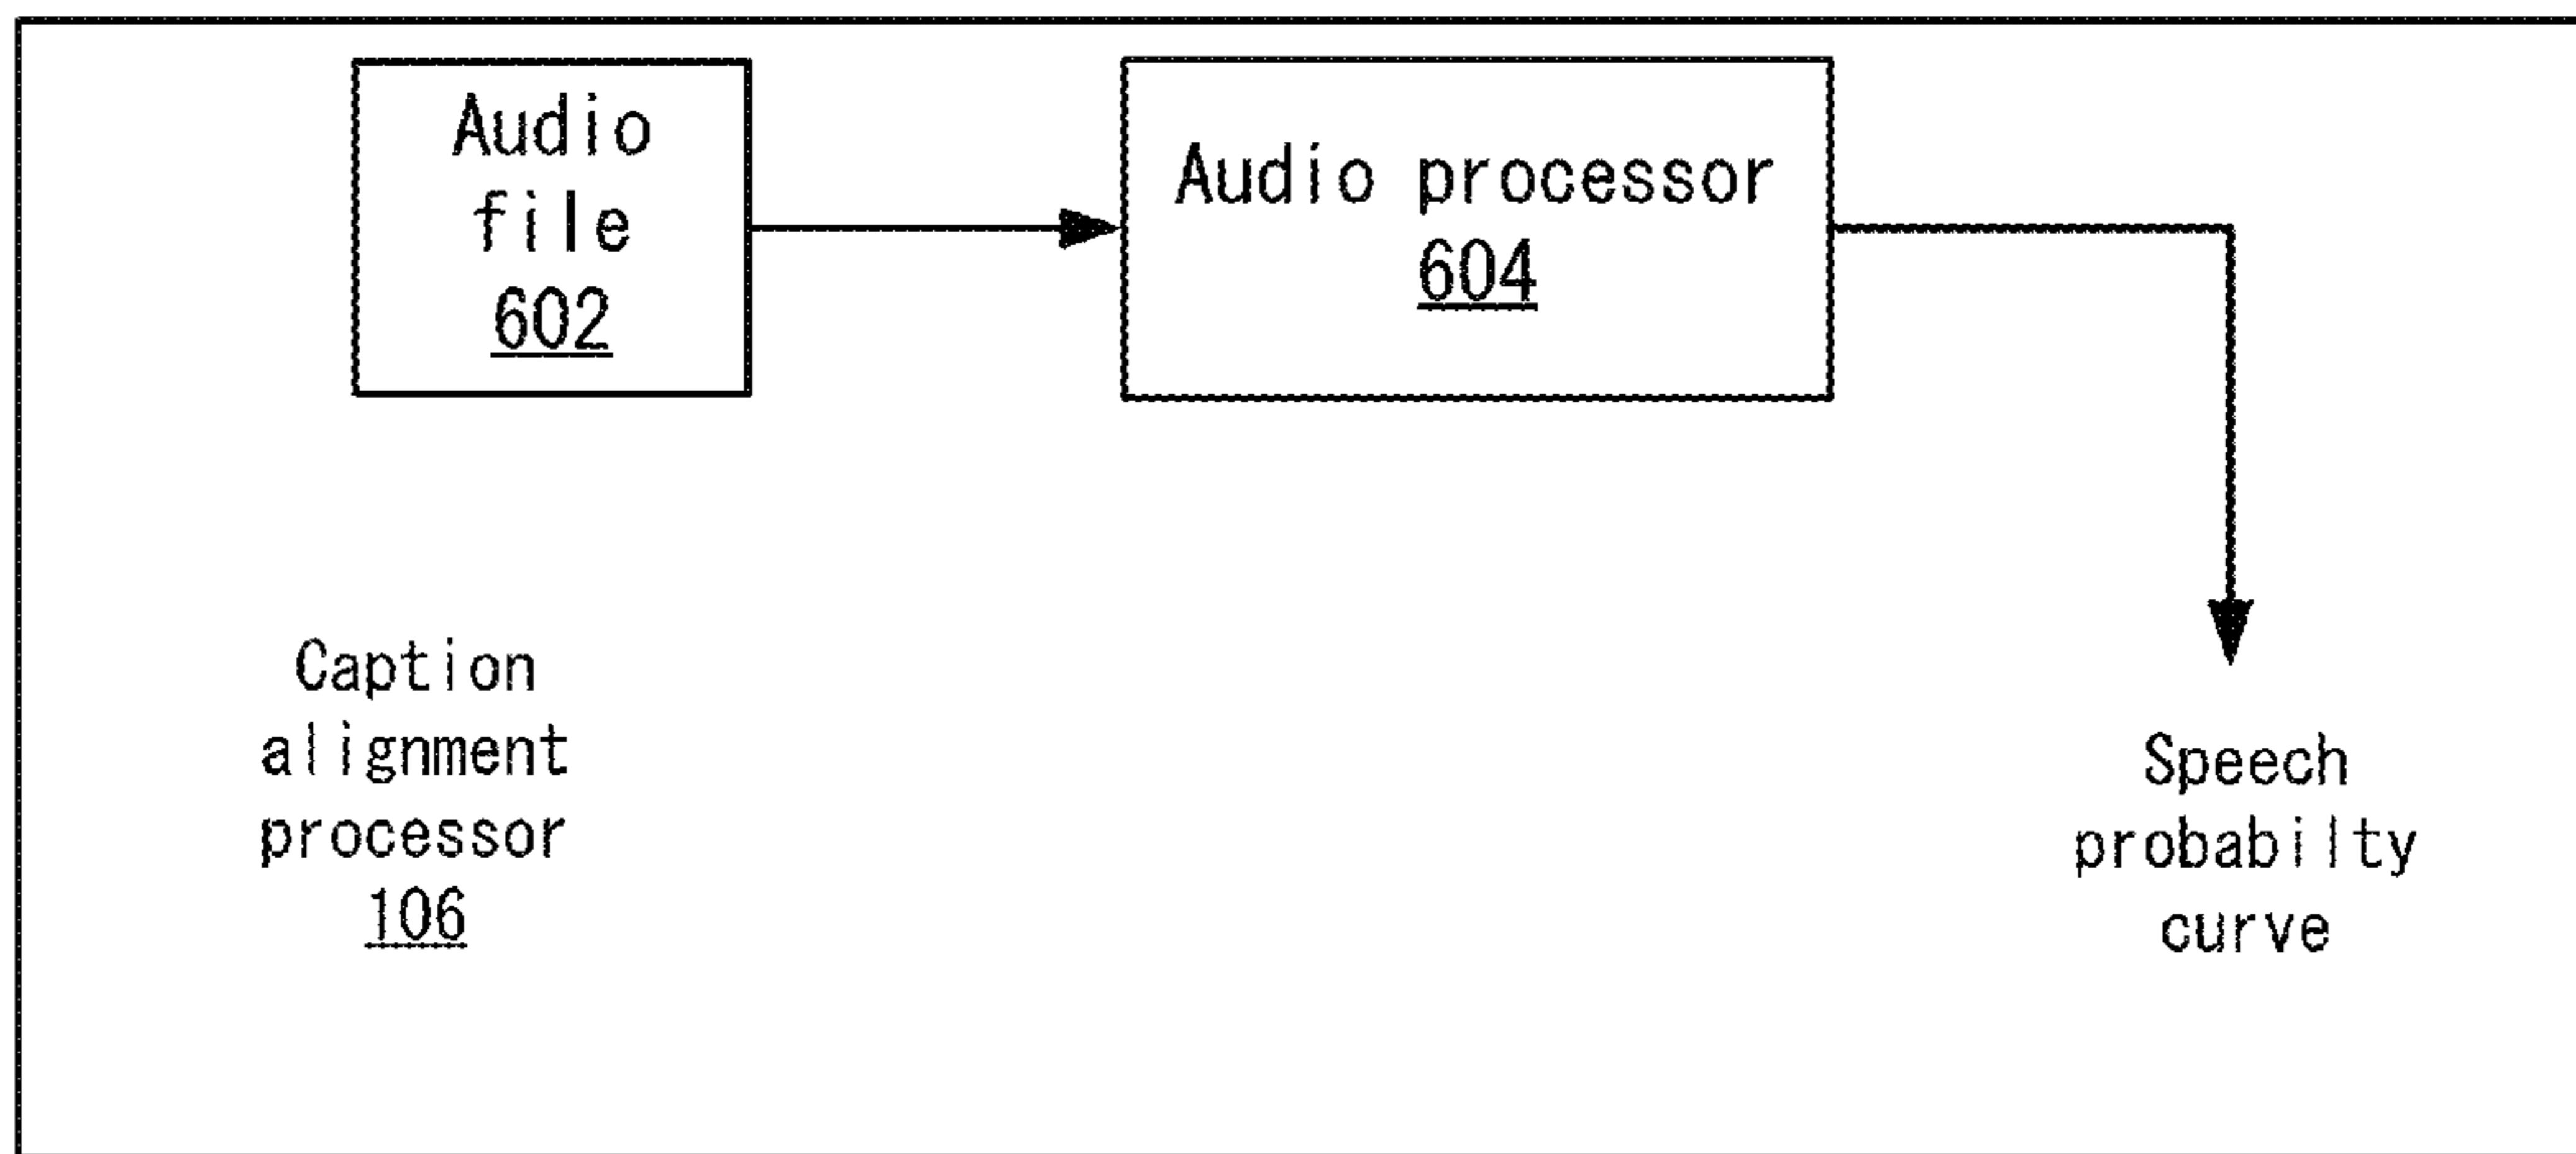 Audio
file
602
Audio processor
604
Caption
alignment
processor
106
Speech
probabilty
curve